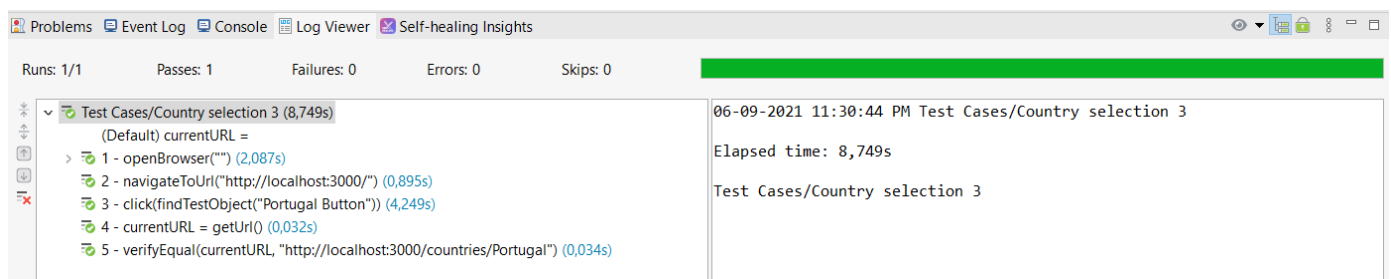 Problems Event Log Console Log Viewer Self-healing Insights
Runs: 1/1 Passes: 1 Failures: 0 Errors: 0 Skips: 0
Test Cases/Country selection 3 (8,749s)
(Default) currentURL =
1 - openBrowser("") (2,087s)
2 - navigateToUrl("http://localhost:3000/") (0,895s)
3 - click(findTestObject("Portugal Button")) (4,249s)
4 - currentURL = getUrl() (0,032s)
5 - verifyEqual(currentURL, "http://localhost:3000/countries/Portugal") (0,034s)
06-09-2021 11:30:44 PM Test Cases/Country selection 3
Elapsed time: 8,749s
Test Cases/Country selection 3